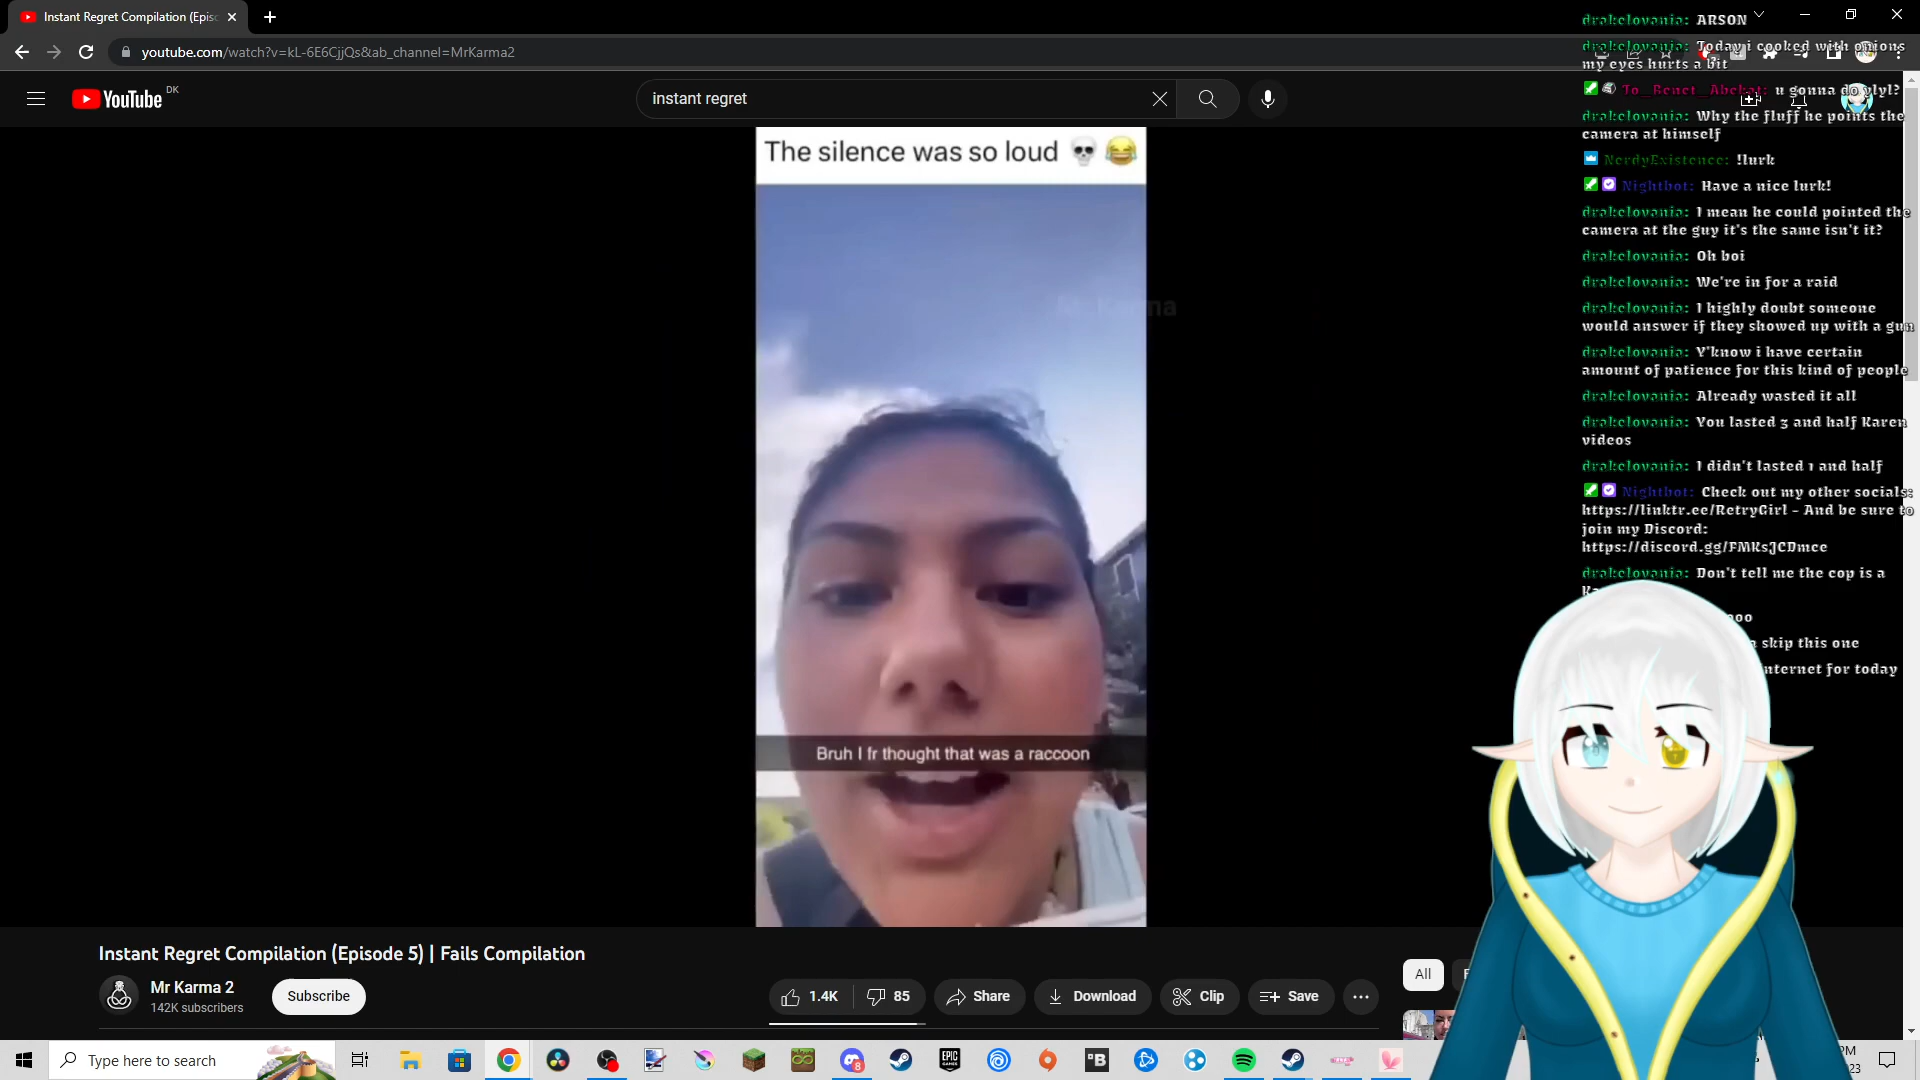 Instant Regret Compilation (Episo
youtube.com/watch?v=kL-6E6CjjQs&ab_channel=MrKarma2
YouTube DK
instant regret
The silence was so loud 💀😂
Bruh I fr thought that was a raccoon
Instant Regret Compilation (Episode 5) | Fails Compilation
Mr Karma 2
142K subscribers
Subscribe
1.4K
85
Share
Download
Clip
Save
All
drakelovania: ARSON
drakelovania: Today i cooked with onions
my eyes hurts a bit
u gonna do ylyl?
drakelovania: Why the fluff he points the
camera at himself
NerdyExistence: !lurk
Nightbot: Have a nice lurk!
drakelovania: I mean he could pointed the
camera at the guy it's the same isn't it?
drakelovania: Oh boi
drakelovania: We're in for a raid
drakelovania: I highly doubt someone
would answer if they showed up with a gun
drakelovania: Y'know i have certain
amount of patience for this kind of people
drakelovania: Already wasted it all
drakelovania: You lasted 3 and half Karen
videos
drakelovania: I didn't lasted 1 and half
Nightbot: Check out my other socials:
https://linktr.ee/RetryGirl - And be sure to
join my Discord:
https://discord.gg/FMKsJCDmce
drakelovania: Don't tell me the cop is a
skip this one
internet for today
Type here to search
PM
23